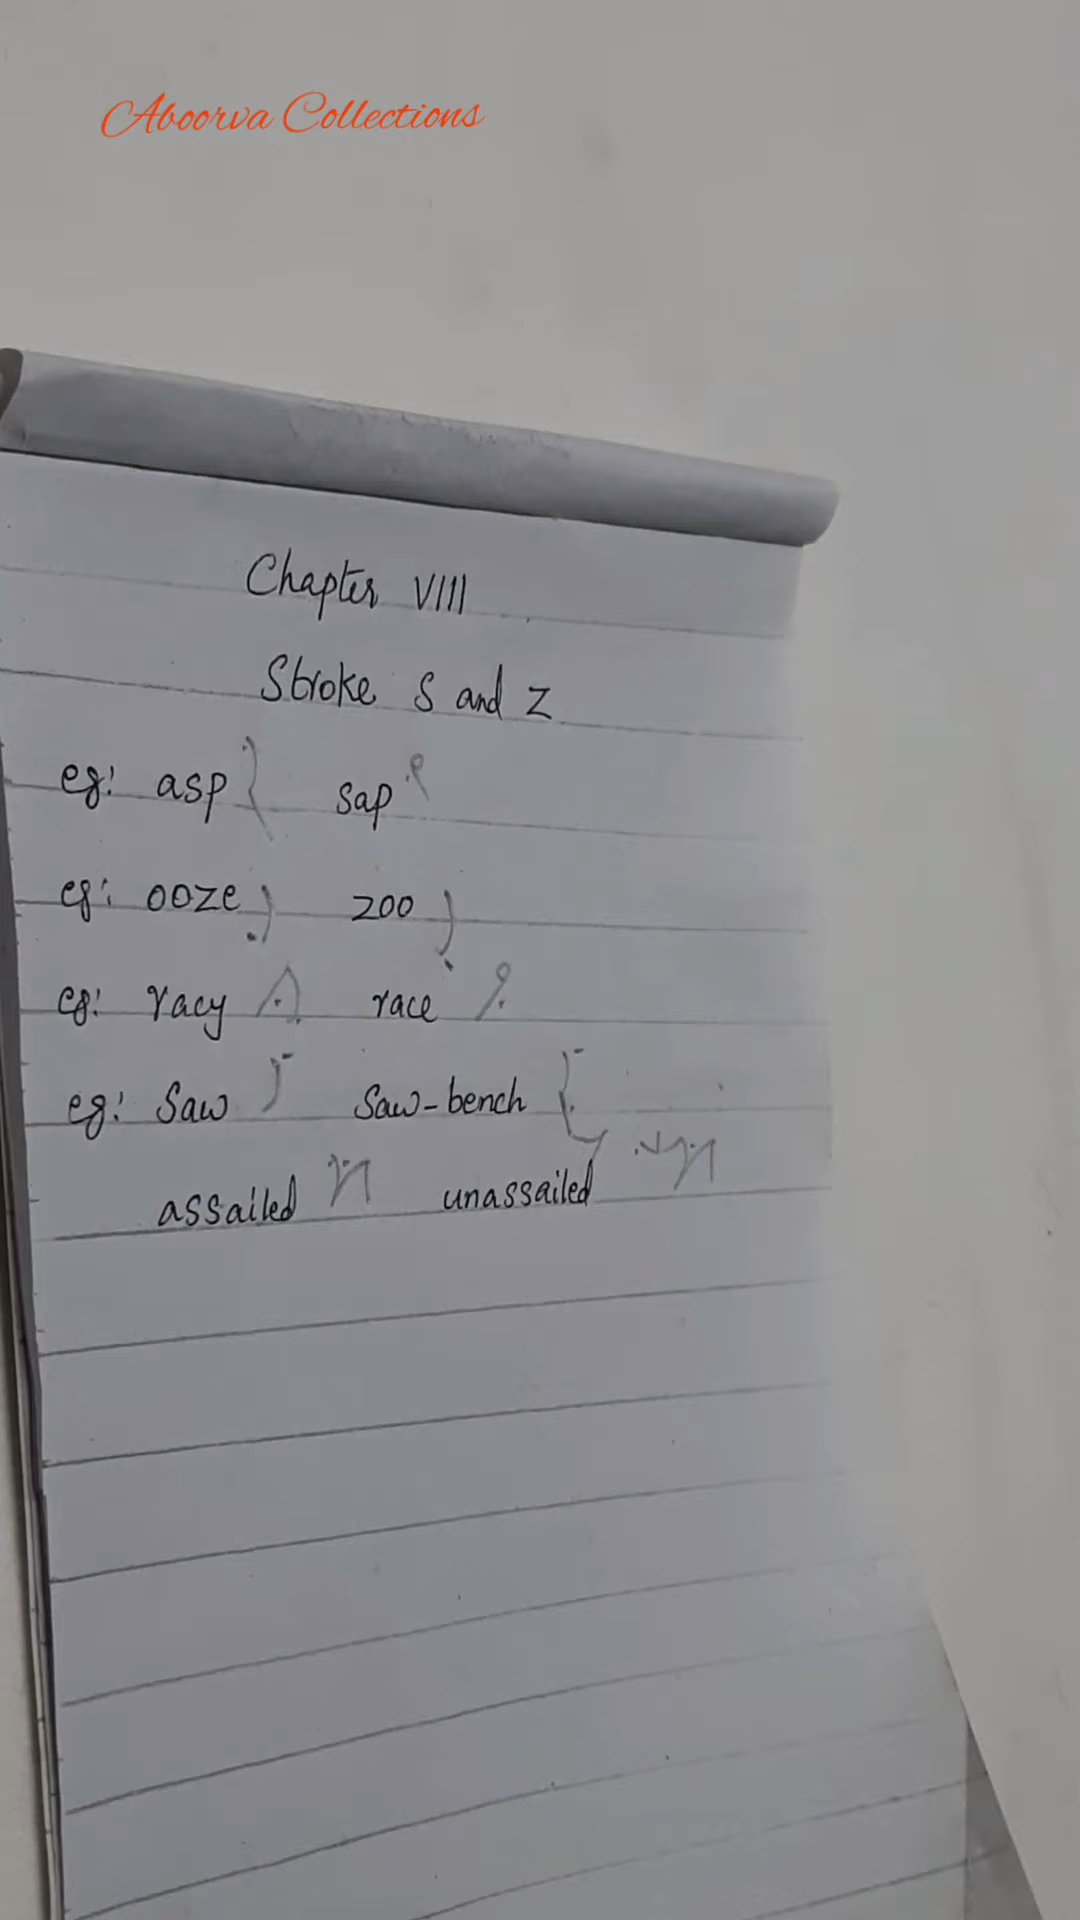 Aboorva Collections
Chapter VIII
Stroke S and Z
eg: asp sap
eg: ooze zoo
eg: racy race
eg: Saw Saw-bench
assailed unassailed